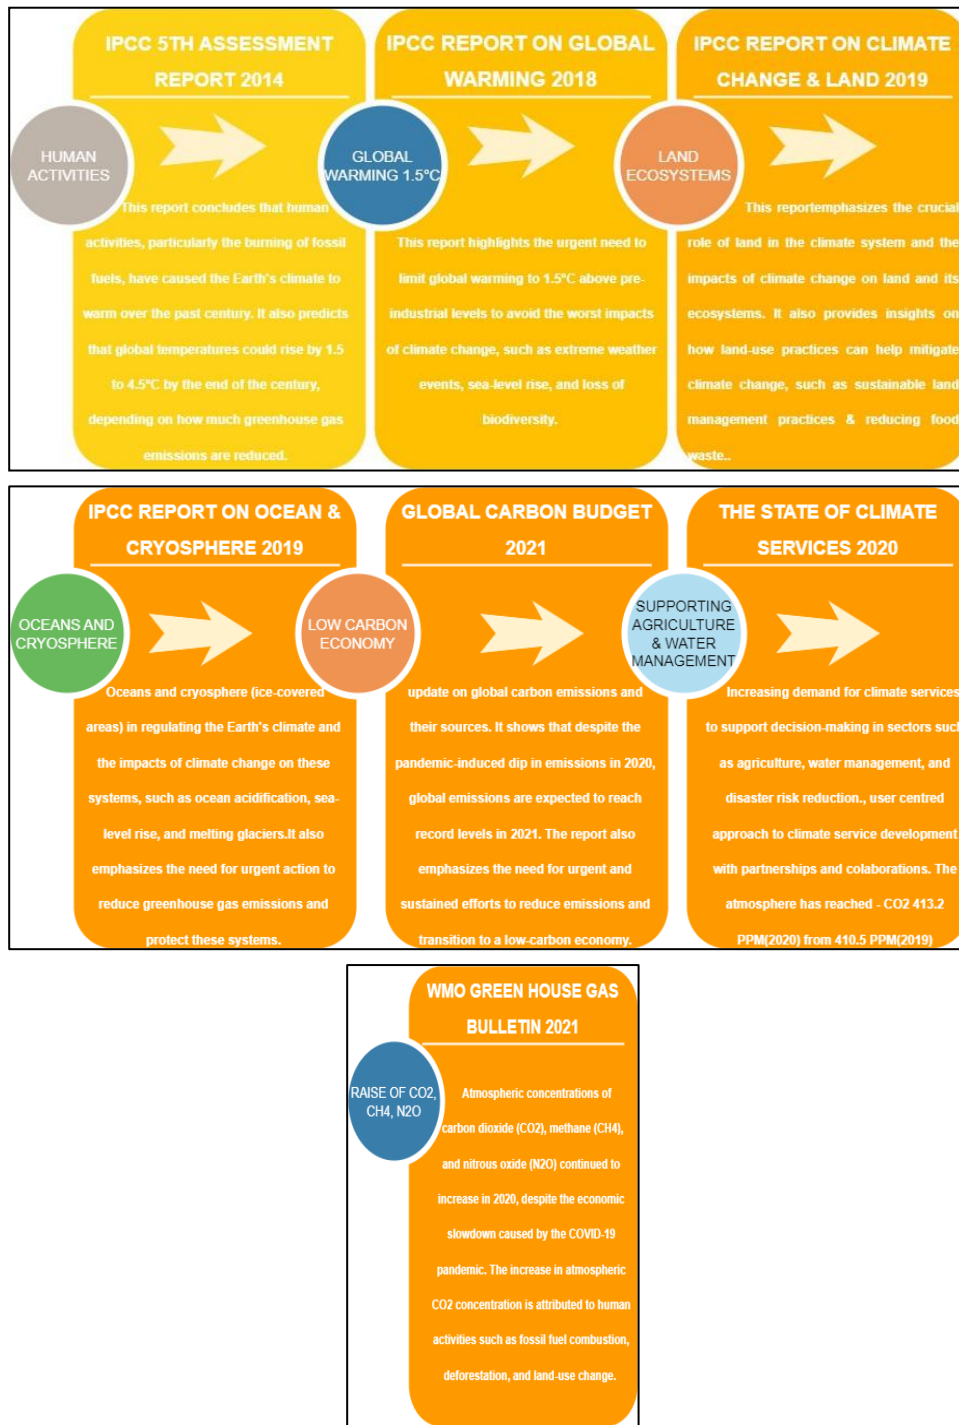 IPCC 5TH ASSESSMENT
REPORT 2014
HUMAN
ACTIVITIES
This report concludes that human
activities, particularly the burning of fossil
fuels, have caused the Earth's climate to
warm over the past century. It also predicts
that global temperatures could rise by 1.5
to 4.5°C by the end of the century,
depending on how much greenhouse gas
emissions are reduced.
IPCC REPORT ON GLOBAL
WARMING 2018
GLOBAL
WARMING 1.5°C
This report highlights the urgent need to
limit global warming to 1.5°C above pre-
industrial levels to avoid the worst impacts
of climate change, such as extreme weather
events, sea-level rise, and loss of
biodiversity.
IPCC REPORT ON CLIMATE
CHANGE & LAND 2019
LAND
ECOSYSTEMS
This reportemphasizes the crucial
role of land in the climate system and the
impacts of climate change on land and its
ecosystems. It also provides insights on
how land-use practices can help mitigate
climate change, such as sustainable land
management practices & reducing food
waste..
IPCC REPORT ON OCEAN &
CRYOSPHERE 2019
OCEANS AND
CRYOSPHERE
Oceans and cryosphere (ice-covered
areas) in regulating the Earth's climate and
the impacts of climate change on these
systems, such as ocean acidification, sea-
level rise, and melting glaciers.It also
emphasizes the need for urgent action to
reduce greenhouse gas emissions and
protect these systems.
GLOBAL CARBON BUDGET
2021
LOW CARBON
ECONOMY
update on global carbon emissions and
their sources. It shows that despite the
pandemic-induced dip in emissions in 2020,
global emissions are expected to reach
record levels in 2021. The report also
emphasizes the need for urgent and
sustained efforts to reduce emissions and
transition to a low-carbon economy.
THE STATE OF CLIMATE
SERVICES 2020
SUPPORTING
AGRICULTURE
& WATER
MANAGEMENT
Increasing demand for climate services
to support decision-making in sectors such
as agriculture, water management, and
disaster risk reduction., user centred
approach to climate service development
with partnerships and colaborations. The
atmosphere has reached - CO2 413.2
PPM(2020) from 410.5 PPM(2019)
WMO GREEN HOUSE GAS
BULLETIN 2021
RAISE OF CO2,
CH4, N2O
Atmospheric concentrations of
carbon dioxide (CO2), methane (CH4),
and nitrous oxide (N2O) continued to
increase in 2020, despite the economic
slowdown caused by the COVID-19
pandemic. The increase in atmospheric
CO2 concentration is attributed to human
activities such as fossil fuel combustion,
deforestation, and land-use change.